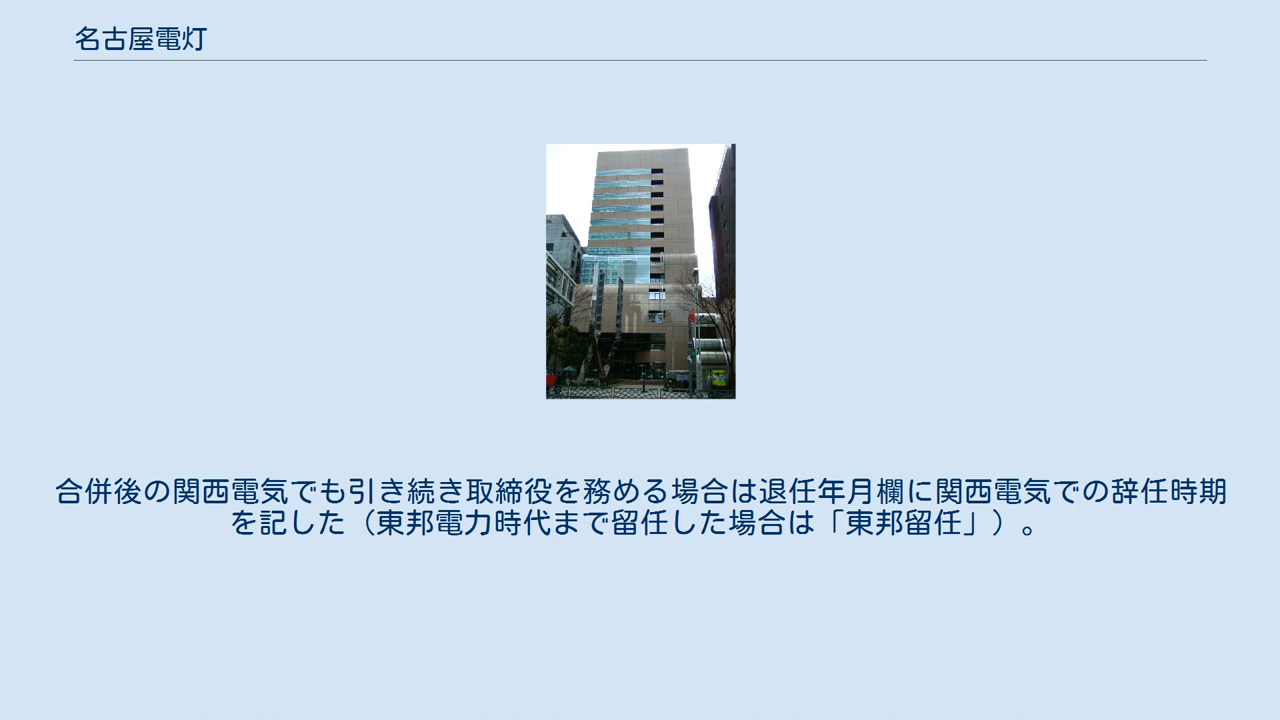 名古屋電灯
合併後の関西電気でも引き続き取締役を務める場合は退任年月欄に関西電気での辞任時期
を記した（東邦電力時代まで留任した場合は「東邦留任」）。